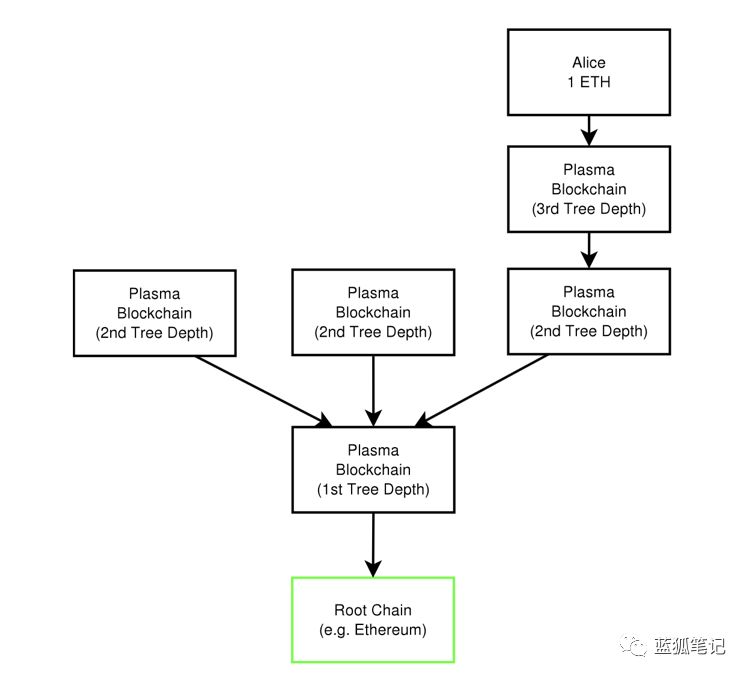 Alice
1 ETH
Plasma
Blockchain
(3rd Tree Depth)
Plasma
Blockchain
(2nd Tree Depth)
Plasma
Blockchain
(2nd Tree Depth)
Plasma
Blockchain
(2nd Tree Depth)
Plasma
Blockchain
(1st Tree Depth)
Root Chain
(e.g. Ethereum)
蓝狐笔记